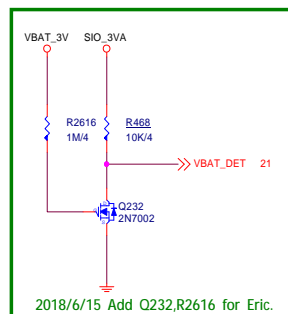 VBAT_3V SIO_3VA
R2616 R468
1M/4 10K/4
VBAT_DET 21
Q232
2N7002
2018/6/15 Add Q232,R2616 for Eric.